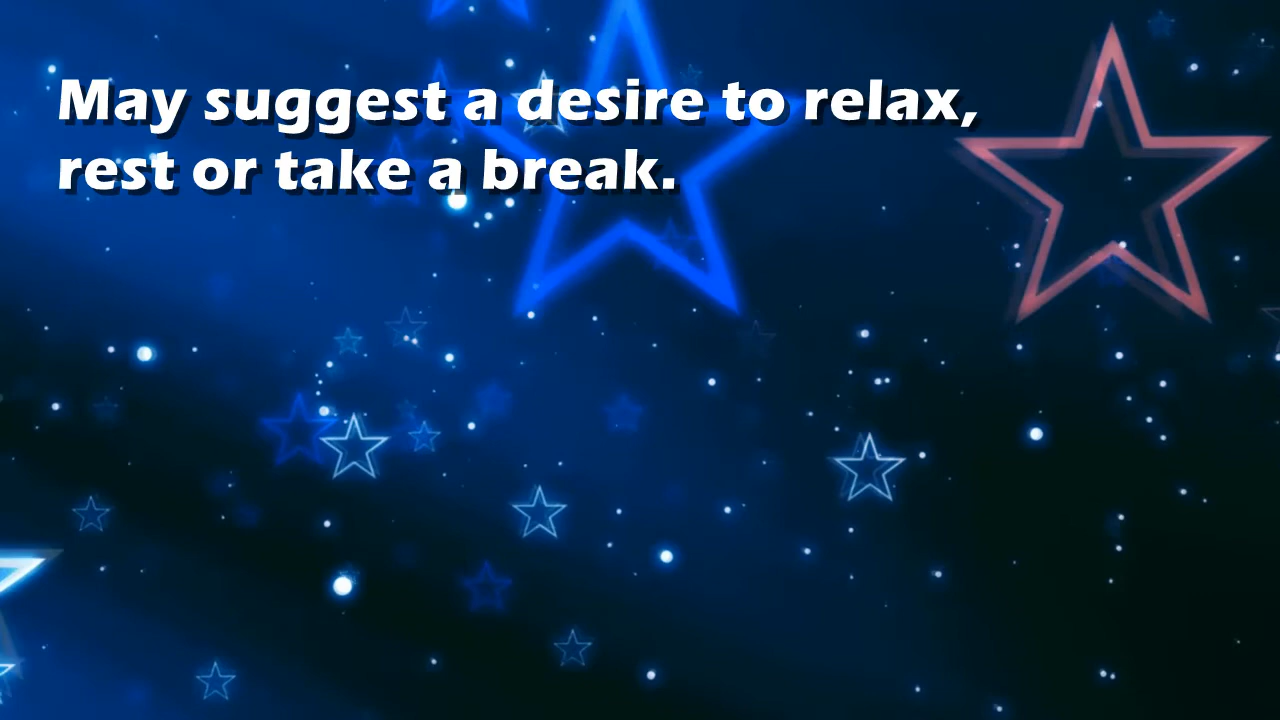 May suggest a desire to relax,
rest or take a break.